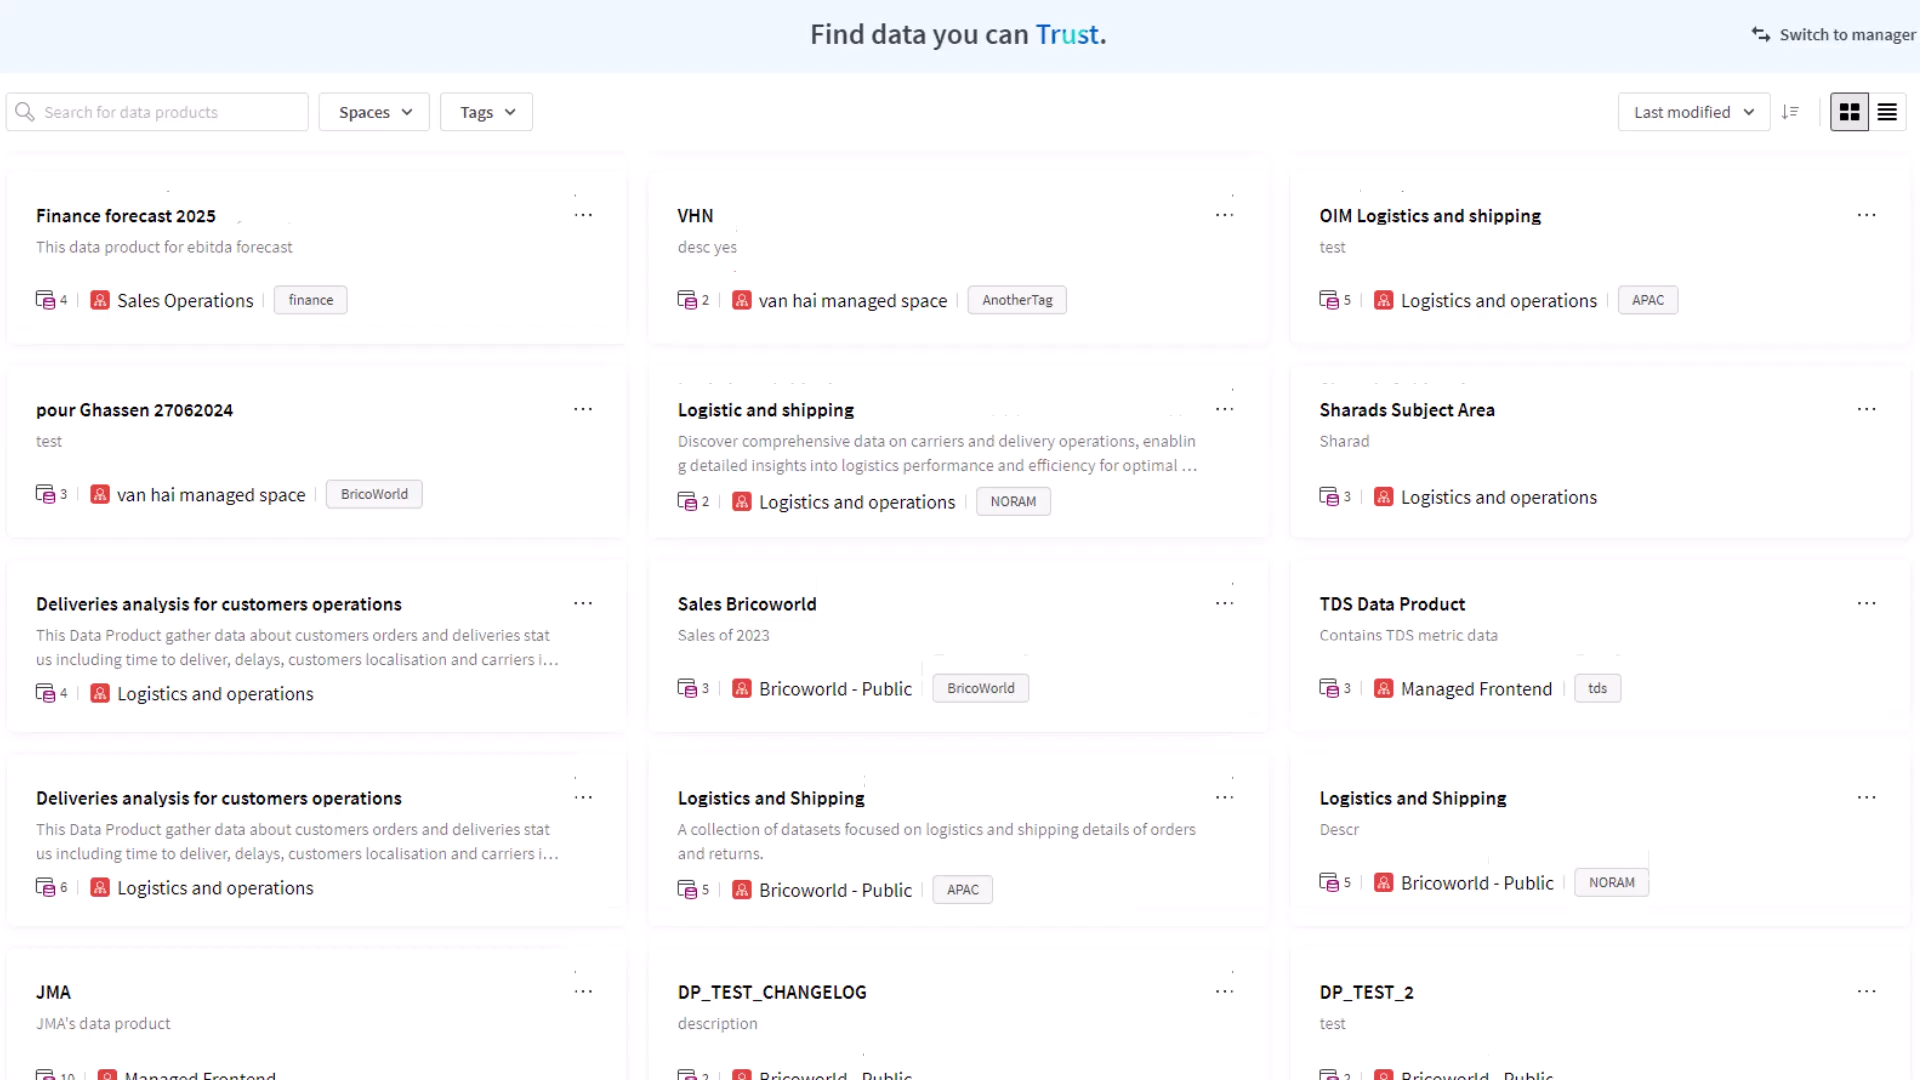 Find data you can Trust.
Switch to manager
Search for data products
Spaces
Tags
Last modified
Finance forecast 2025
This data product for ebitda forecast
4
Sales Operations
finance
VHN
desc yes
2
van hai managed space
AnotherTag
OIM Logistics and shipping
test
5
Logistics and operations
APAC
pour Ghassen 27062024
test
3
van hai managed space
BricoWorld
Logistic and shipping
Discover comprehensive data on carriers and delivery operations, enablin
g detailed insights into logistics performance and efficiency for optimal ...
2
Logistics and operations
NORAM
Sharads Subject Area
Sharad
3
Logistics and operations
Deliveries analysis for customers operations
This Data Product gather data about customers orders and deliveries stat
us including time to deliver, delays, customers localisation and carriers i...
4
Logistics and operations
Sales Bricoworld
Sales of 2023
3
Bricoworld - Public
BricoWorld
TDS Data Product
Contains TDS metric data
3
Managed Frontend
tds
Deliveries analysis for customers operations
This Data Product gather data about customers orders and deliveries stat
us including time to deliver, delays, customers localisation and carriers i...
6
Logistics and operations
Logistics and Shipping
A collection of datasets focused on logistics and shipping details of orders
and returns.
5
Bricoworld - Public
APAC
Logistics and Shipping
Descr
5
Bricoworld - Public
NORAM
JMA
JMA's data product
10
Managed Frontend
DP_TEST_CHANGELOG
description
2
Bricoworld - Public
DP_TEST_2
test
2
Bricoworld - Public